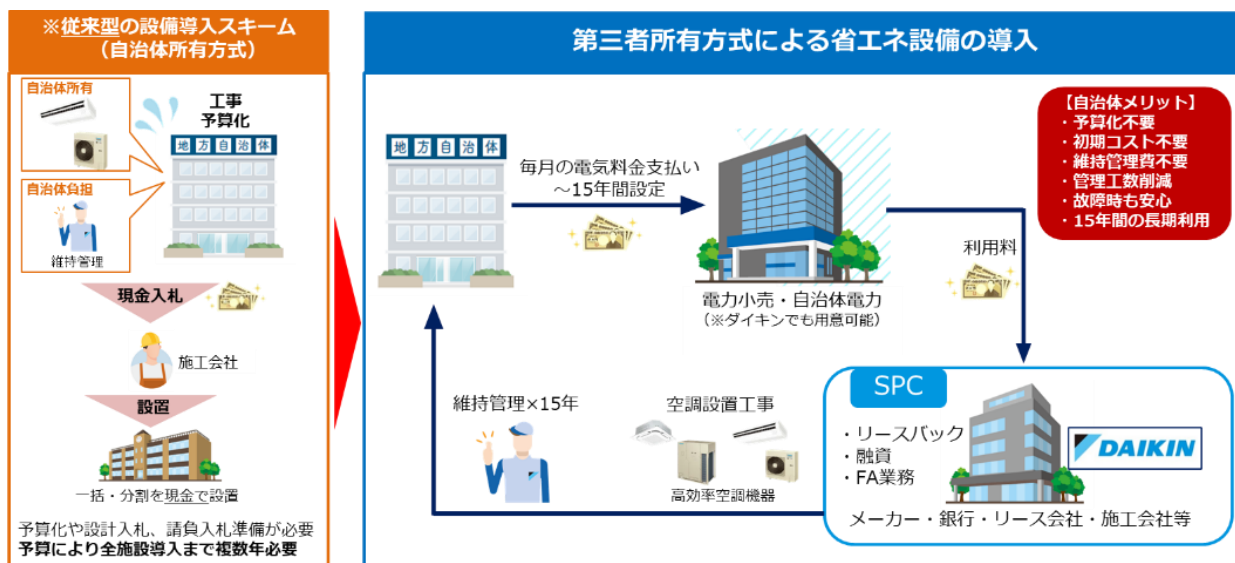 ※従来型の設備導入スキーム
（自治体所有方式）
自治体所有
工事
予算化
地方自治体
自治体負担
維持管理
現金入札
施工会社
設置
一括・分割を現金で設置
予算化や設計入札、請負入札準備が必要
予算により全施設導入まで複数年必要
第三者所有方式による省エネ設備の導入
【自治体メリット】
・予算化不要
・初期コスト不要
・維持管理費不要
・管理工数削減
・故障時も安心
・15年間の長期利用
地方自治体
毎月の電気料金支払い
～15年間設定
電力小売・自治体電力
（※ダイキンでも用意可能）
利用料
維持管理×15年
空調設置工事
高効率空調機器
SPC
・リースバック
・融資
・FA業務
DAIKIN
メーカー・銀行・リース会社・施工会社等